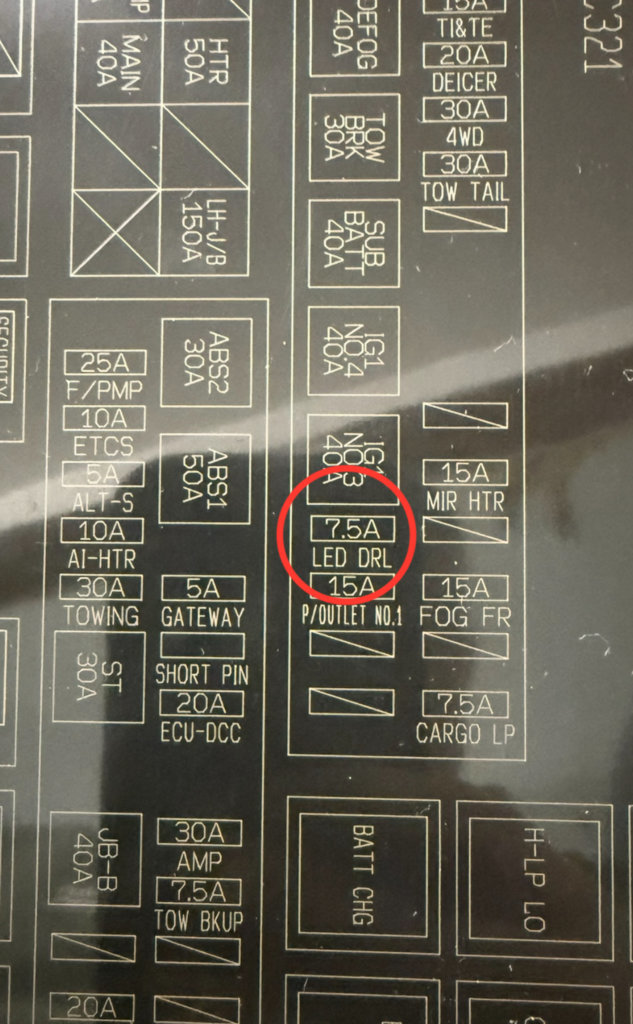 MAIN
40A
HTR
50A
LH-J/B
150A
DEFOG
40A
TOW
BRK
30A
SUB
BATT
40A
IG1
NO.4
40A
IG1
NO.3
40A
7.5A
LED DRL
15A
P/OUTLET NO.1
15A
TI&TE
20A
DEICER
30A
4WD
30A
TOW TAIL
15A
MIR HTR
15A
FOG FR
7.5A
CARGO LP
C321
SECURITY
25A
F/PMP
10A
ETCS
5A
ALT-S
10A
AI-HTR
30A
TOWING
ST
30A
ABS2
30A
ABS1
50A
5A
GATEWAY
SHORT PIN
20A
ECU-DCC
JB-B
40A
30A
AMP
7.5A
TOW BKUP
20A
BATT CHG
H-LP LO